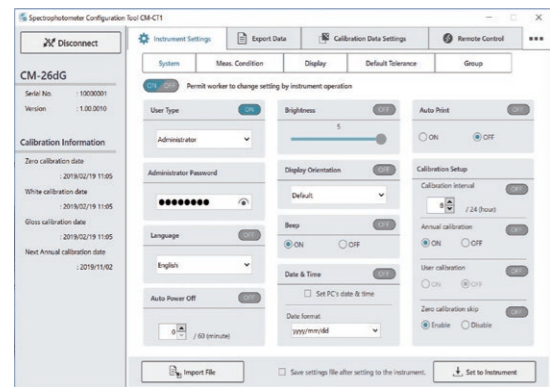 Spectrophotometer Configuration Tool CM-CT1
Disconnect
CM-26dG
Serial No. : 10000001
Version : 1.00.0010
Calibration Information
Zero calibration date
: 2019/02/19 11:05
White calibration date
: 2019/02/19 11:05
Gloss calibration date
: 2019/02/19 11:05
Next Annual calibration date
: 2019/11/02
Instrument Settings
Export Data
Calibration Data Settings
Remote Control
System
Meas. Condition
Display
Default Tolerance
Group
ON OFF Permit worker to change setting by instrument operation
User Type ON
Administrator
Administrator Password
Language OFF
English
Auto Power Off OFF
0 / 60 (minute)
Brightness OFF
5
Display Orientation OFF
Default
Beep OFF
ON OFF
Date & Time OFF
Set PC's date & time
Date format
yyyy/mm/dd
Auto Print OFF
ON OFF
Calibration Setup
Calibration interval OFF
8 / 24 (hour)
Annual calibration OFF
ON OFF
User calibration OFF
ON OFF
Zero calibration skip OFF
Enable Disable
Import File
Save settings file after setting to the instrument.
Set to Instrument